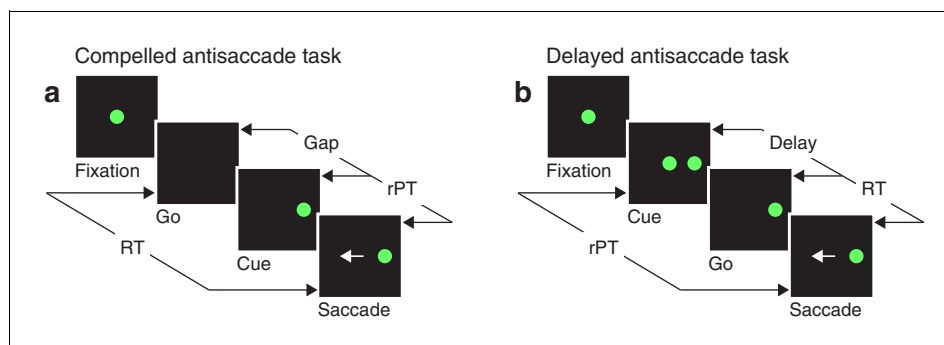 Compelled antisaccade task
a
Fixation
Gap
rPT
Go
RT
Cue
Saccade
Delayed antisaccade task
b
Fixation
Delay
RT
Cue
rPT
Go
Saccade